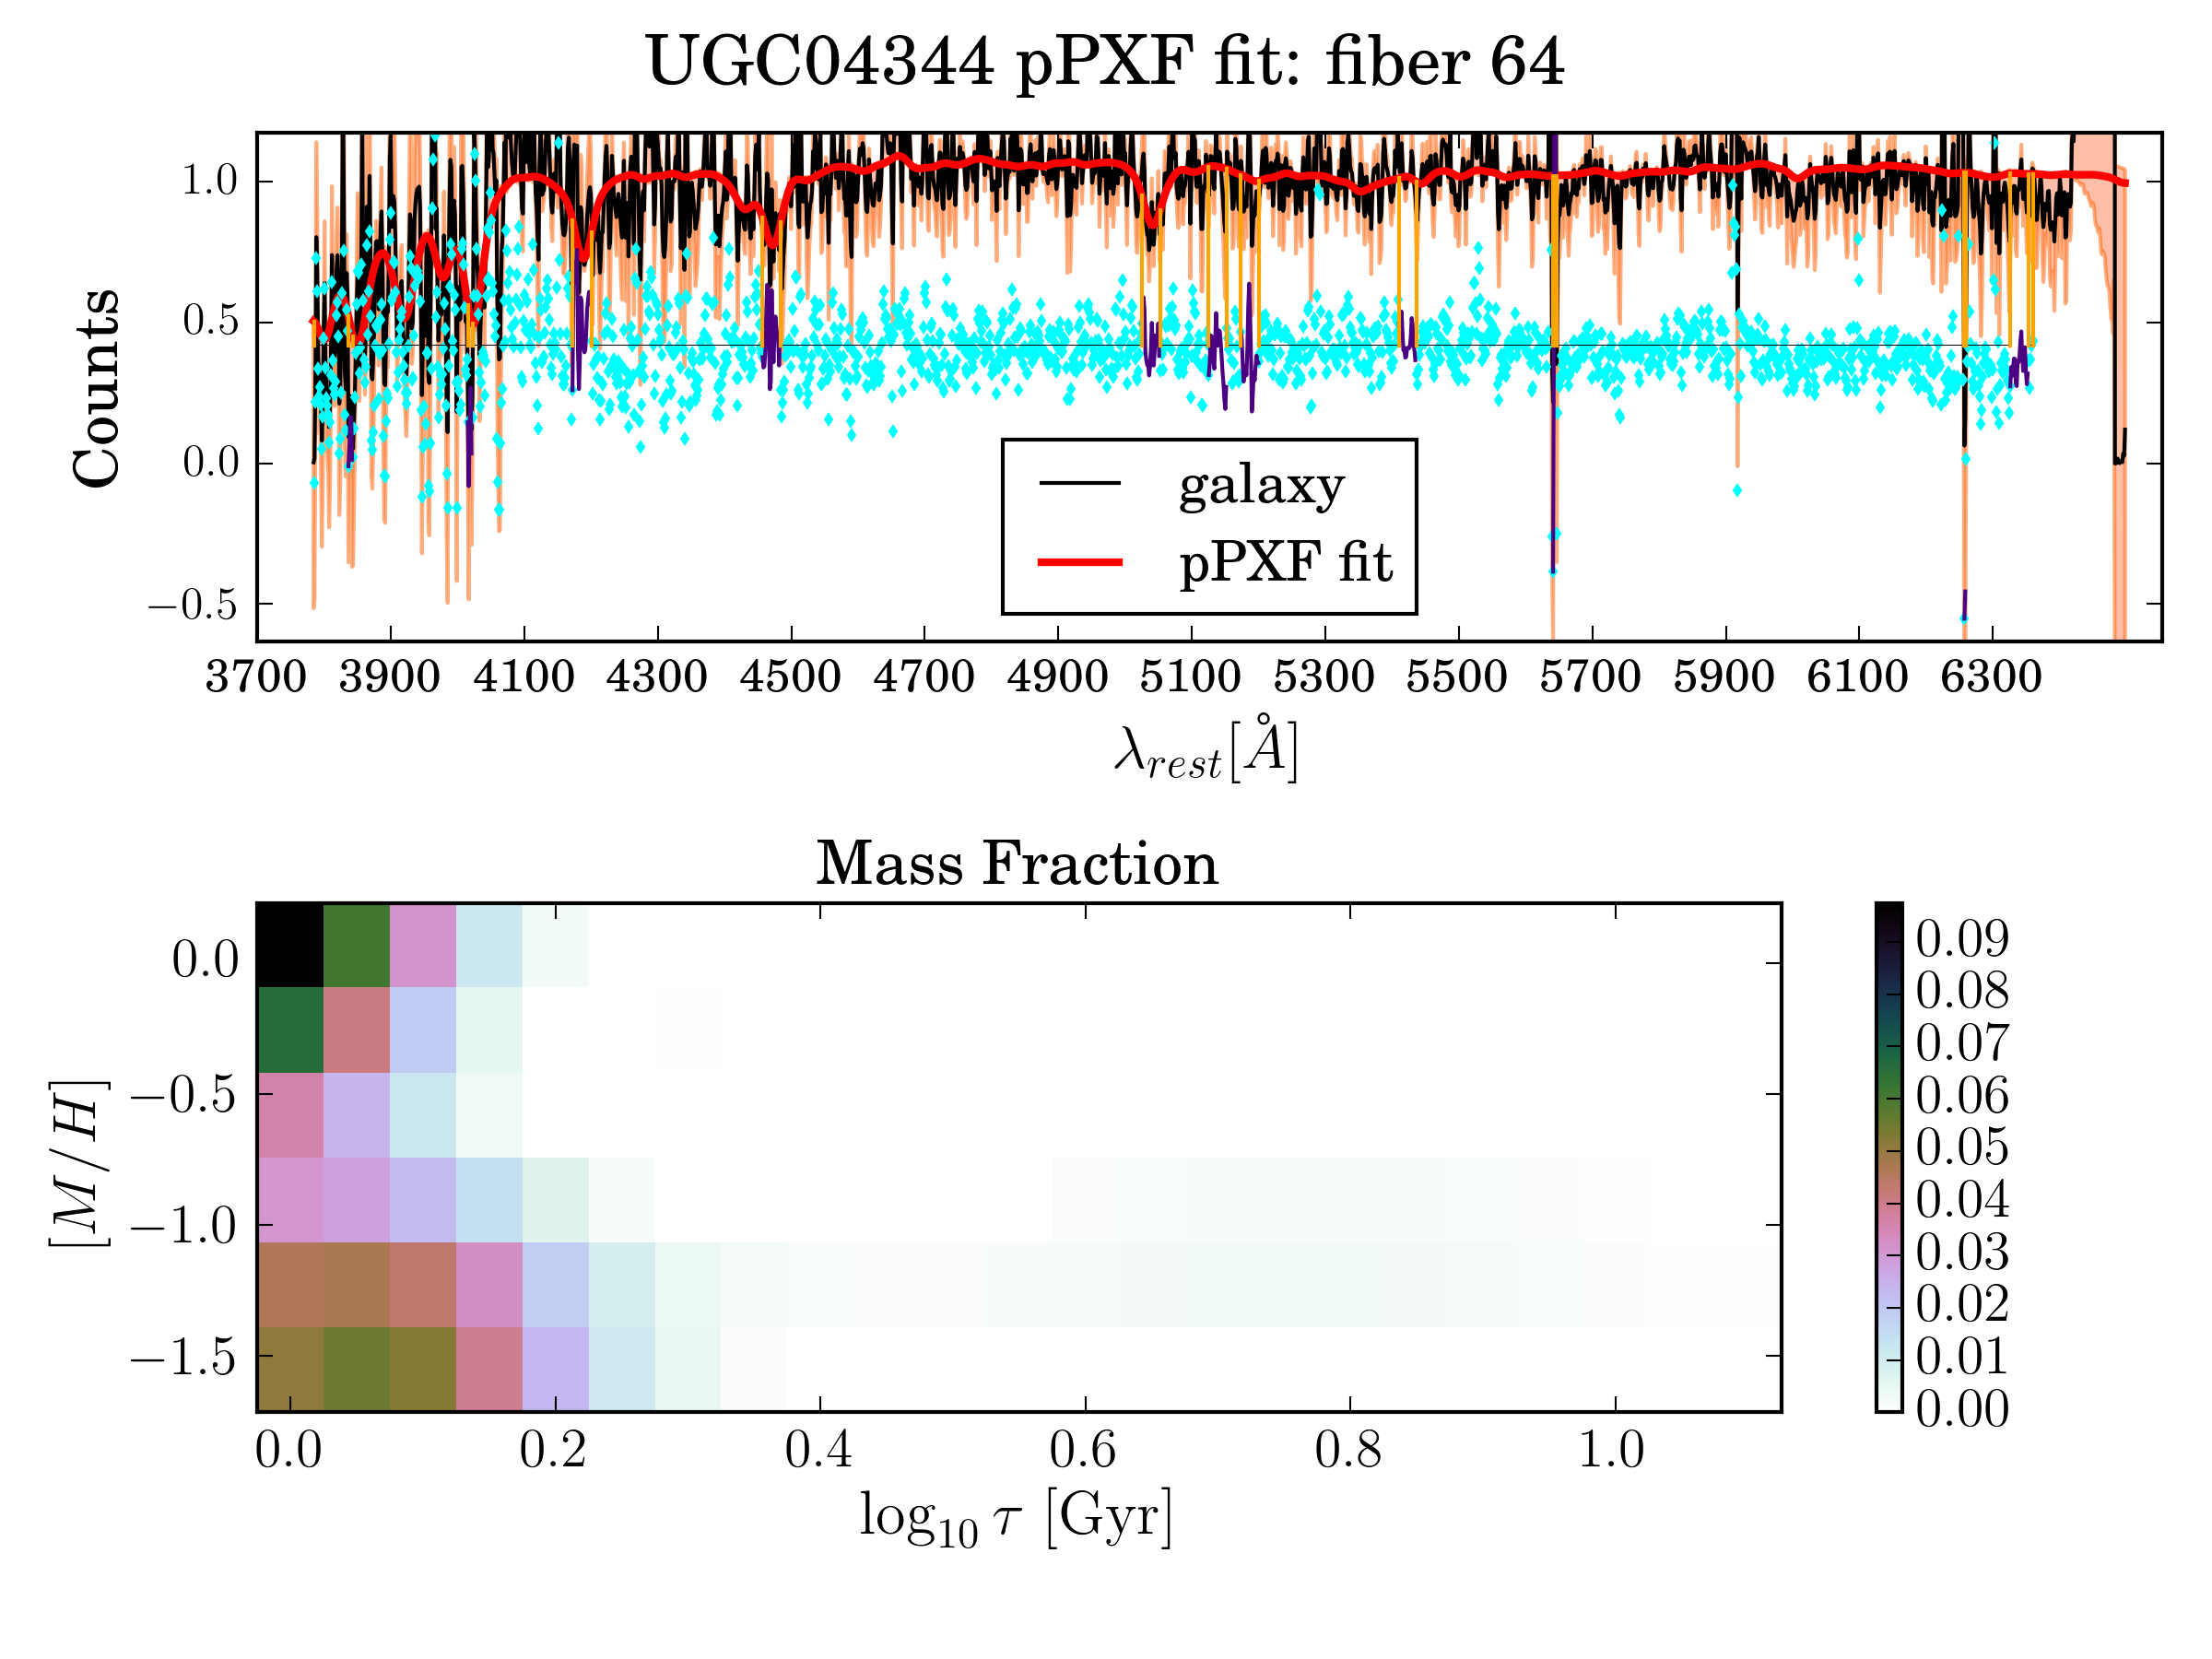 UGC04344 pPXF fit: fiber 64
1.0
0.5
0.0
−0.5
Counts
galaxy
pPXF fit
3700 3900 4100 4300 4500 4700 4900 5100 5300 5500 5700 5900 6100 6300
λrest[Å]
Mass Fraction
0.0
−0.5
−1.0
−1.5
[M/H]
0.0 0.2 0.4 0.6 0.8 1.0
log10 τ [Gyr]
0.09
0.08
0.07
0.06
0.05
0.04
0.03
0.02
0.01
0.00